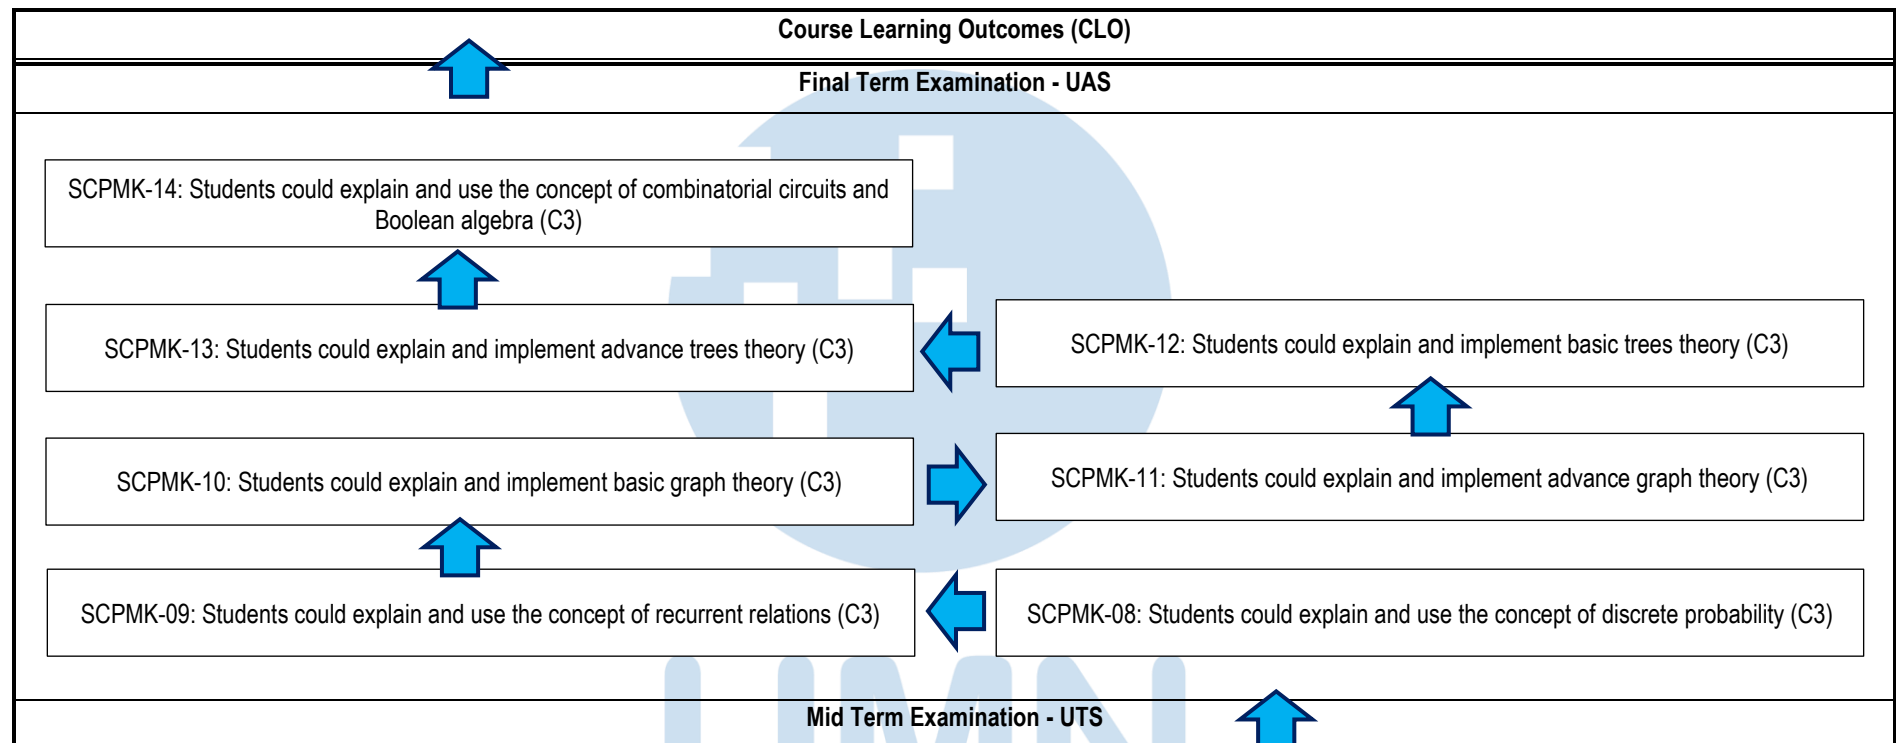 Course Learning Outcomes (CLO)
Final Term Examination - UAS
SCPMK-14: Students could explain and use the concept of combinatorial circuits and
Boolean algebra (C3)
SCPMK-13: Students could explain and implement advance trees theory (C3)
SCPMK-12: Students could explain and implement basic trees theory (C3)
SCPMK-10: Students could explain and implement basic graph theory (C3)
SCPMK-11: Students could explain and implement advance graph theory (C3)
SCPMK-09: Students could explain and use the concept of recurrent relations (C3)
SCPMK-08: Students could explain and use the concept of discrete probability (C3)
UMN
Mid Term Examination - UTS